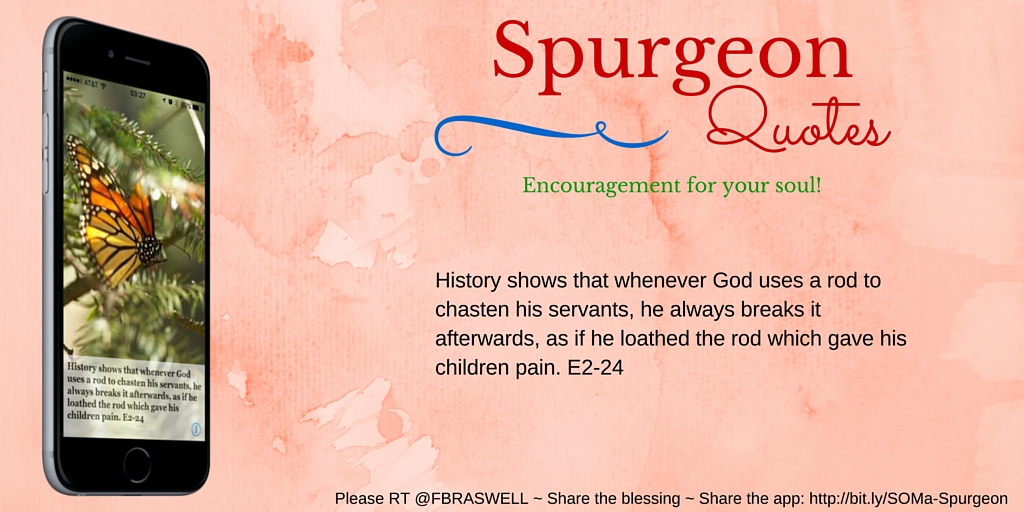 Spurgeon
Quotes
Encouragement for your soul!
History shows that whenever God uses a rod to
chasten his servants, he always breaks it
afterwards, as if he loathed the rod which gave his
children pain. E2-24
AT&T
03:27
History shows that whenever God
uses a rod to chasten his servants, he
always breaks it afterwards, as if he
loathed the rod which gave his
children pain. E2-24
Please RT @FBRASWELL ~ Share the blessing ~ Share the app: http://bit.ly/SOMa-Spurgeon